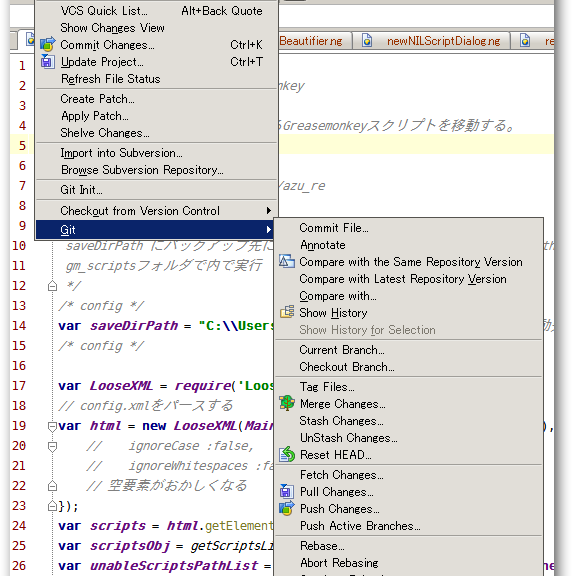 VCS Quick List... Alt+Back Quote
Show Changes View
Commit Changes... Ctrl+K
Update Project... Ctrl+T
Refresh File Status
Create Patch...
Apply Patch...
Shelve Changes...
Import into Subversion...
Browse Subversion Repository...
Git Init...
Checkout from Version Control
Git
Commit File...
Annotate
Compare with the Same Repository Version
Compare with Latest Repository Version
Compare with...
Show History
Show History for Selection
Current Branch...
Checkout Branch...
Tag Files...
Merge Changes...
Stash Changes...
UnStash Changes...
Reset HEAD...
Fetch Changes...
Pull Changes...
Push Changes...
Push Active Branches...
Rebase...
Abort Rebasing
Beautifier.ng newNILScriptDialog.ng re
1
2 nkey
3
4 Greasemonkeyスクリプトを移動する。
5
6
7 /azu_re
8
9
10 saveDirPath にバックアップ先に th
11 gm_scriptsフォルダで内で実行
12 */
13 /* config */
14 var saveDirPath = "C:\\Users
15 /* config */
16
17 var LooseXML = require('Loos
18 // config.xmlをパースする
19 var html = new LooseXML(Mair ),
20 // ignoreCase :false,
21 // ignoreWhitespaces :fa
22 // 空要素がおかしくなる
23 });
24 var scripts = html.getElement
25 var scriptsObj = getScriptsLi
26 var unableScriptsPathList = ne